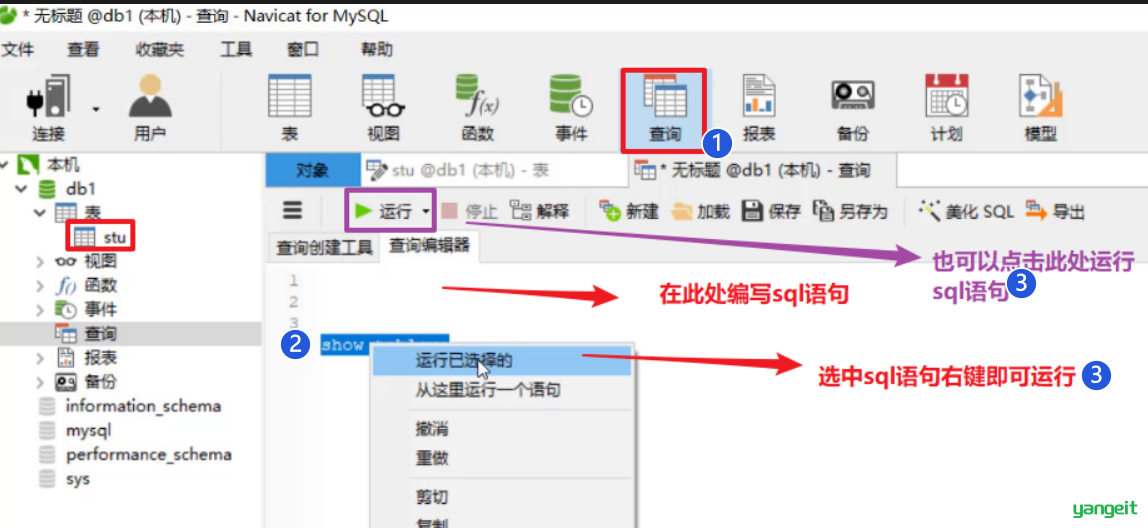 * 无标题 @db1 (本机) - 查询 - Navicat for MySQL
文件 查看 收藏夹 工具 窗口 帮助
f(x)
连接 用户 表 视图 函数 事件 查询 报表 备份 计划 模型
1
本机
对象 stu @db1 (本机) - 表 * 无标题 @db1 (本机) - 查询
db1
表
运行 停止 解释 新建 加载 保存 另存为 美化 SQL 导出
stu
查询创建工具 查询编辑器
视图
也可以点击此处运行
sql语句 3
f() 函数
1
在此处编写sql语句
2
事件
3
查询
2 show
运行已选择的
报表
选中sql语句右键即可运行 3
备份
从这里运行一个语句
information_schema
撤消
mysql
重做
performance_schema
sys
剪切
复制
yangeit